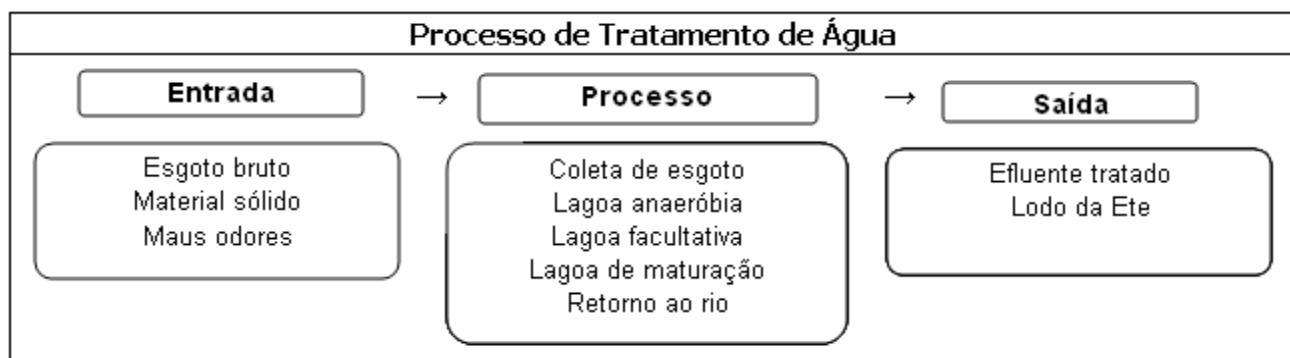 Processo de Tratamento de Água
Entrada
→
Processo
→
Saída
Esgoto bruto
Material sólido
Maus odores
Coleta de esgoto
Lagoa anaeróbia
Lagoa facultativa
Lagoa de maturação
Retorno ao rio
Efluente tratado
Lodo da Ete